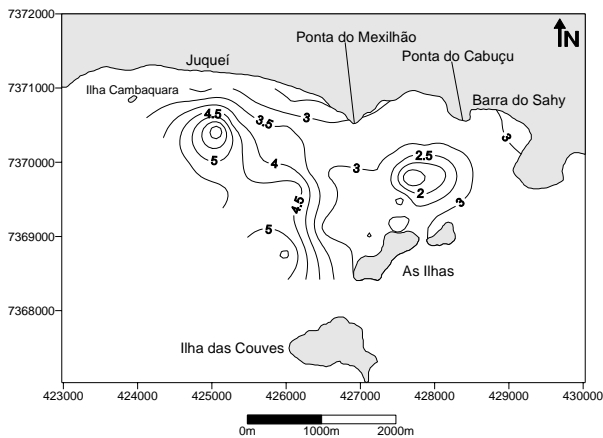 7372000
7371000
7370000
7369000
7368000
N
Ponta do Mexilhão
Ponta do Cabuçu
Juqueí
Ilha Cambaquara
Barra do Sahy
4.5
3.5
3
3
5
4
3
2.5
2
4.5
3
5
As Ilhas
Ilha das Couves
423000 424000 425000 426000 427000 428000 429000 430000
0m 1000m 2000m